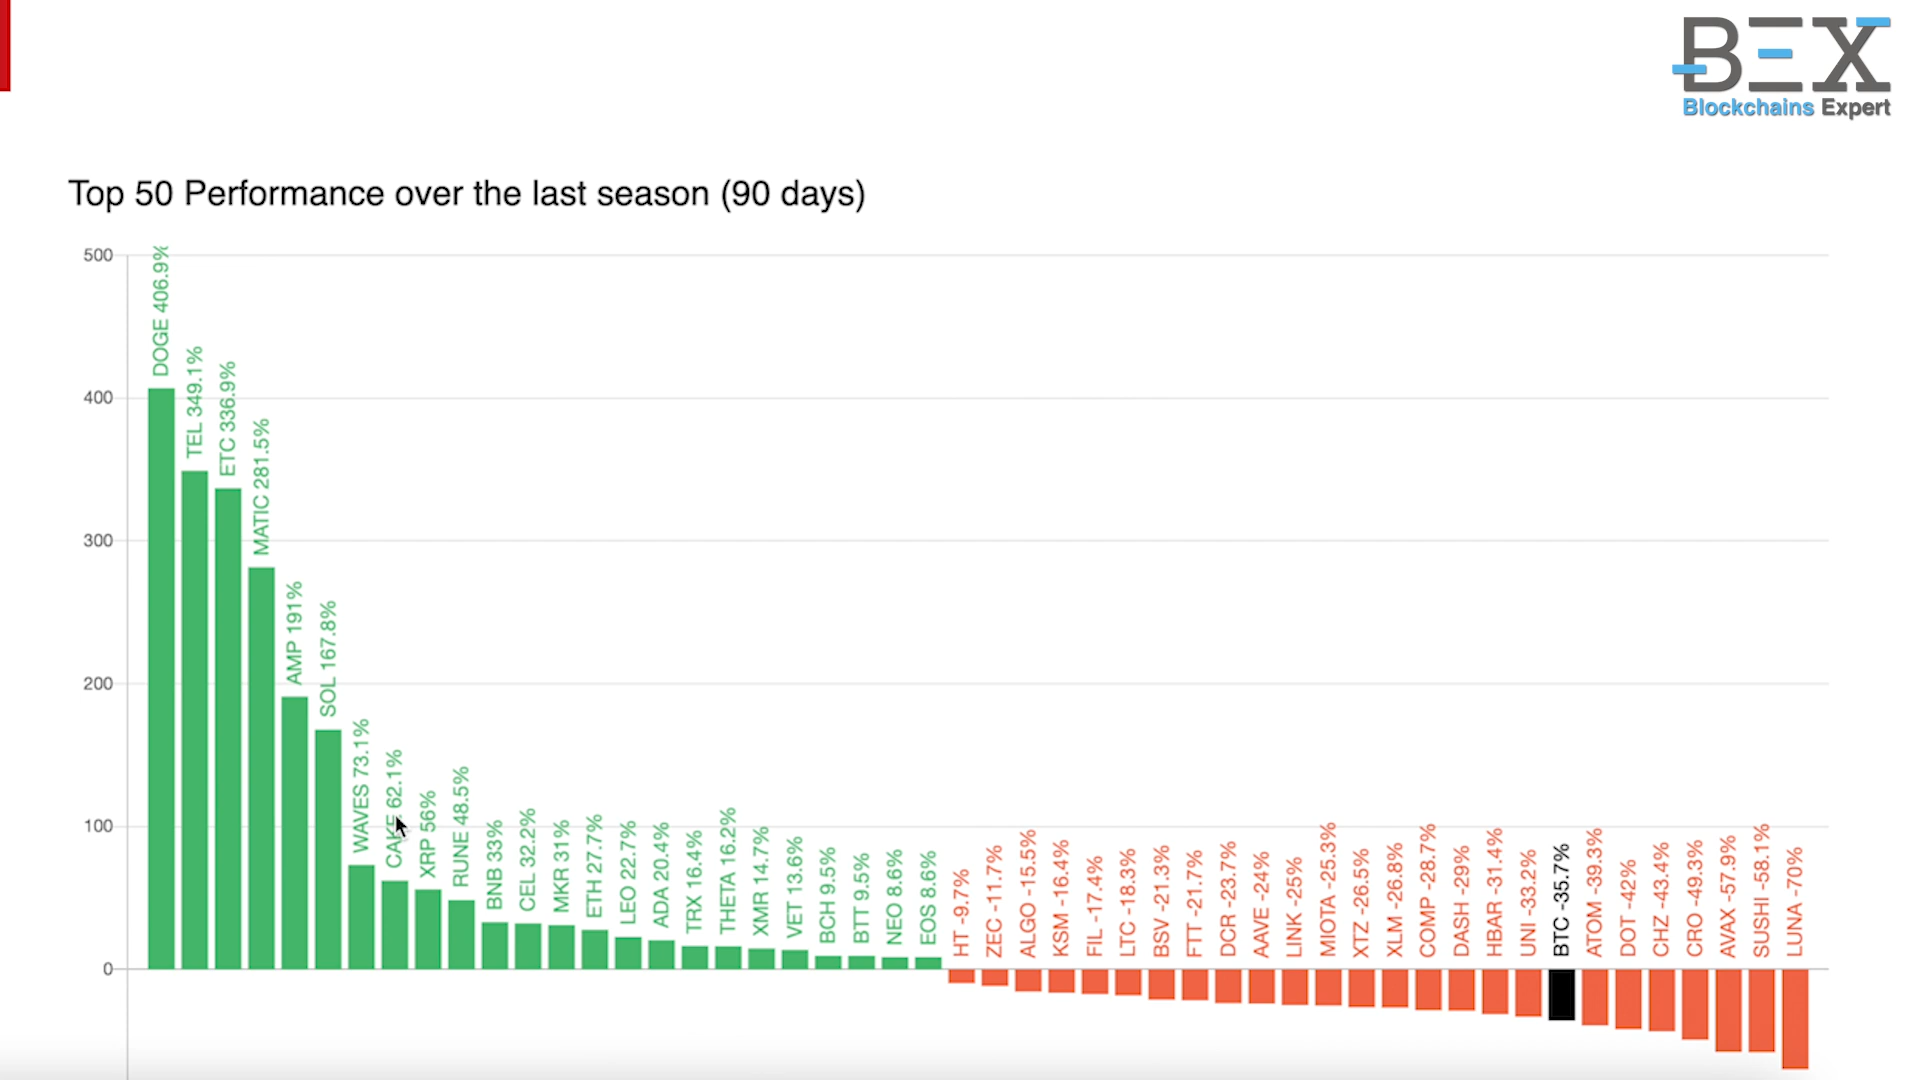 BEX
Blockchains Expert
Top 50 Performance over the last season (90 days)
500
400
300
200
100
0
DOGE 406.9%
TEL 349.1%
ETC 336.9%
MATIC 281.5%
AMP 191%
SOL 167.8%
WAVES 73.1%
CAKE 62.1%
XRP 56%
RUNE 48.5%
BNB 33%
CEL 32.2%
MKR 31%
ETH 27.7%
LEO 22.7%
ADA 20.4%
TRX 16.4%
THETA 16.2%
XMR 14.7%
VET 13.6%
BCH 9.5%
BTT 9.5%
NEO 8.6%
EOS 8.6%
HT -9.7%
ZEC -11.7%
ALGO -15.5%
KSM -16.4%
FIL -17.4%
LTC -18.3%
BSV -21.3%
FTT -21.7%
DCR -23.7%
AAVE -24%
LINK -25%
MIOTA -25.3%
XTZ -26.5%
XLM -26.8%
COMP -28.7%
DASH -29%
HBAR -31.4%
UNI -33.2%
BTC -35.7%
ATOM -39.3%
DOT -42%
CHZ -43.4%
CRO -49.3%
AVAX -57.9%
SUSHI -58.1%
LUNA -70%